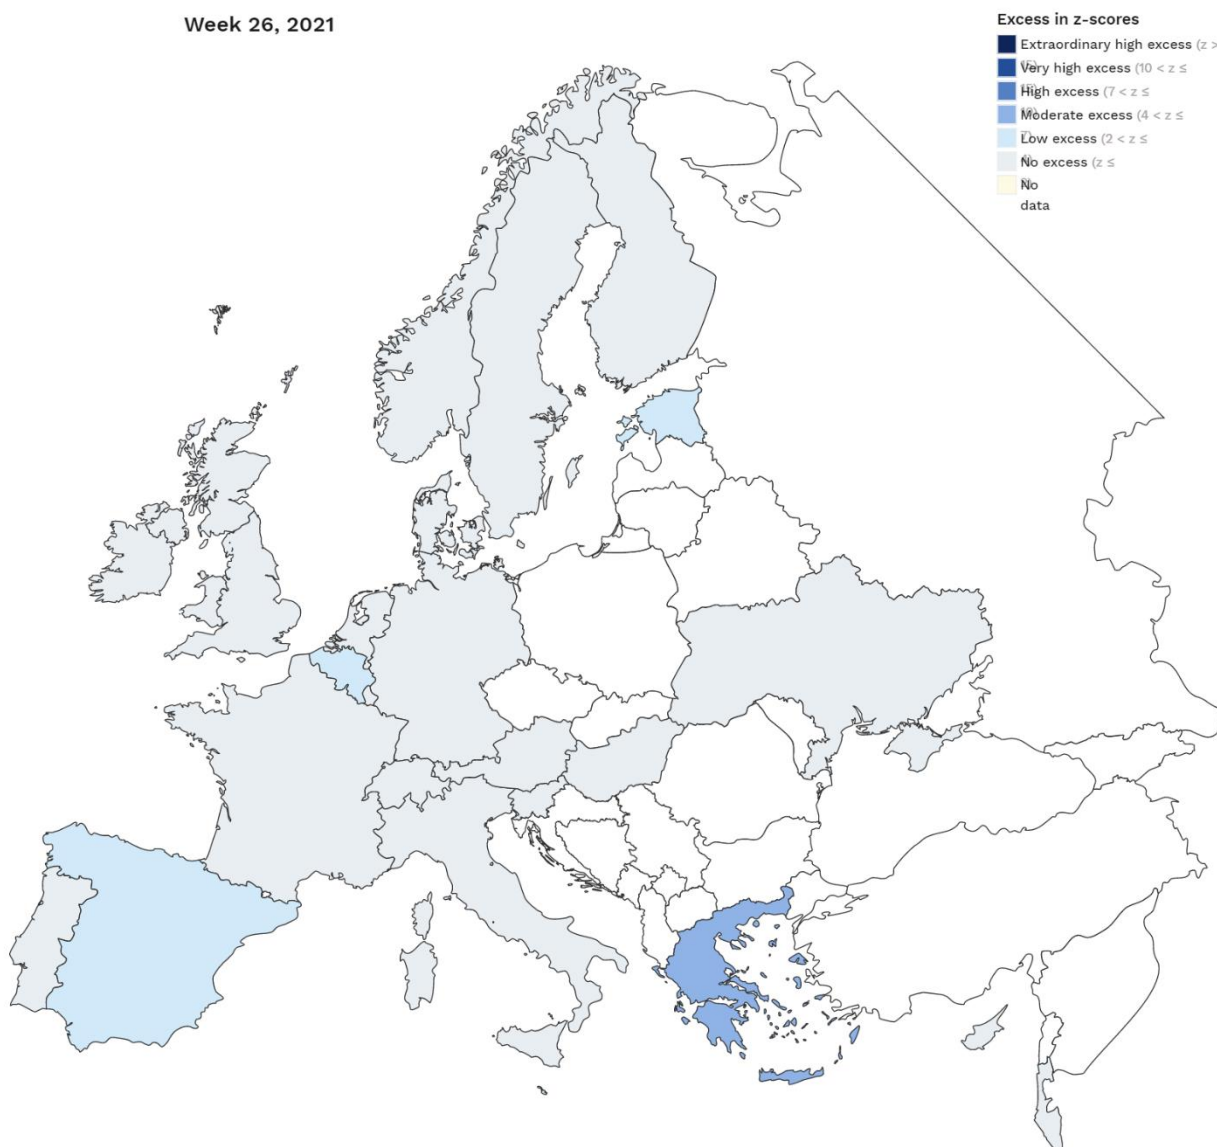 Week 26, 2021
Excess in z-scores
Extraordinary high excess (z >
Very high excess (10 < z ≤
High excess (7 < z ≤
Moderate excess (4 < z ≤
Low excess (2 < z ≤
No excess (z ≤
No
data